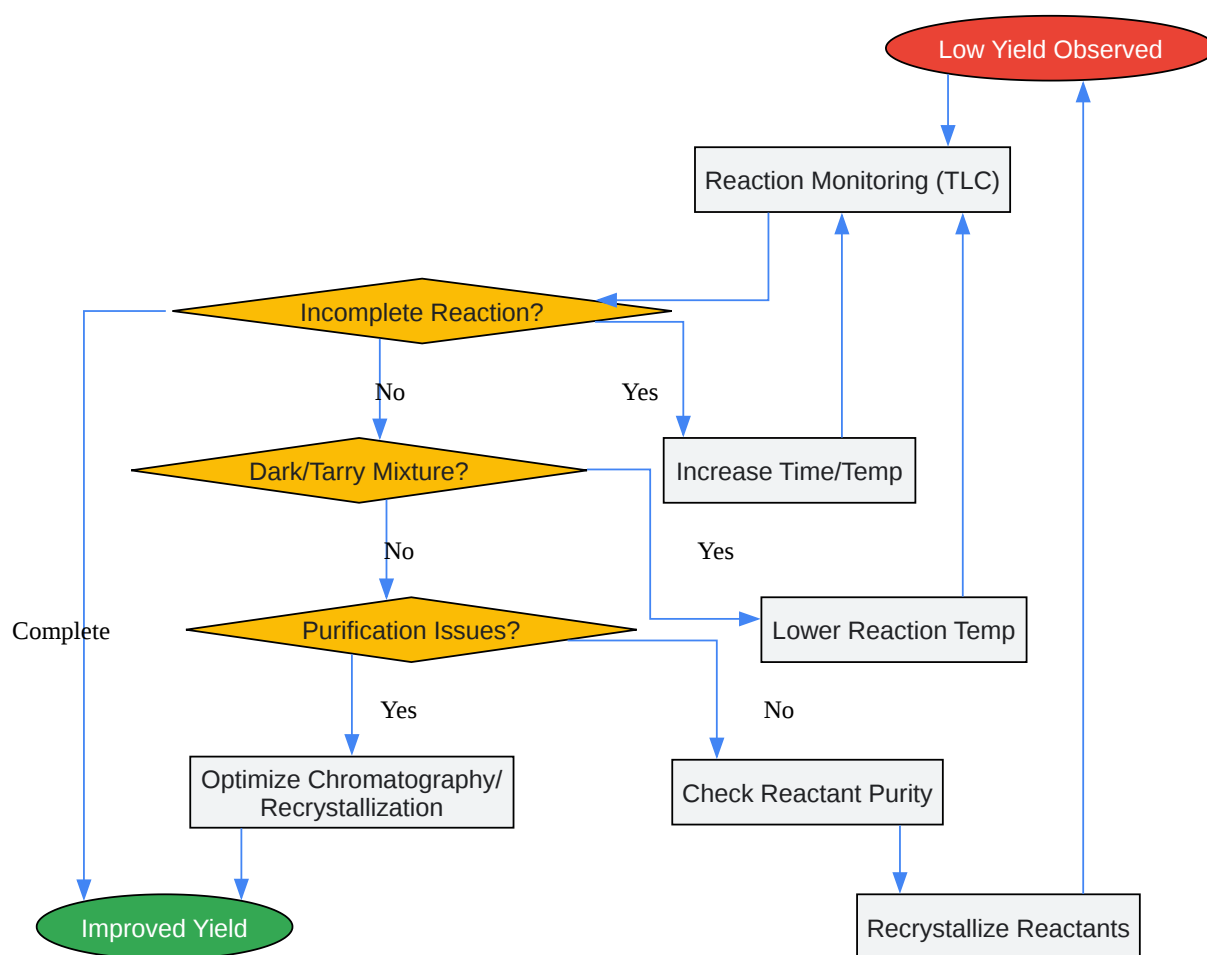 Low Yield Observed
Reaction Monitoring (TLC)
Incomplete Reaction?
No
Yes
Dark/Tarry Mixture?
Increase Time/Temp
No
Yes
Complete
Purification Issues?
Lower Reaction Temp
Yes
No
Optimize Chromatography/
Recrystallization
Check Reactant Purity
Improved Yield
Recrystallize Reactants